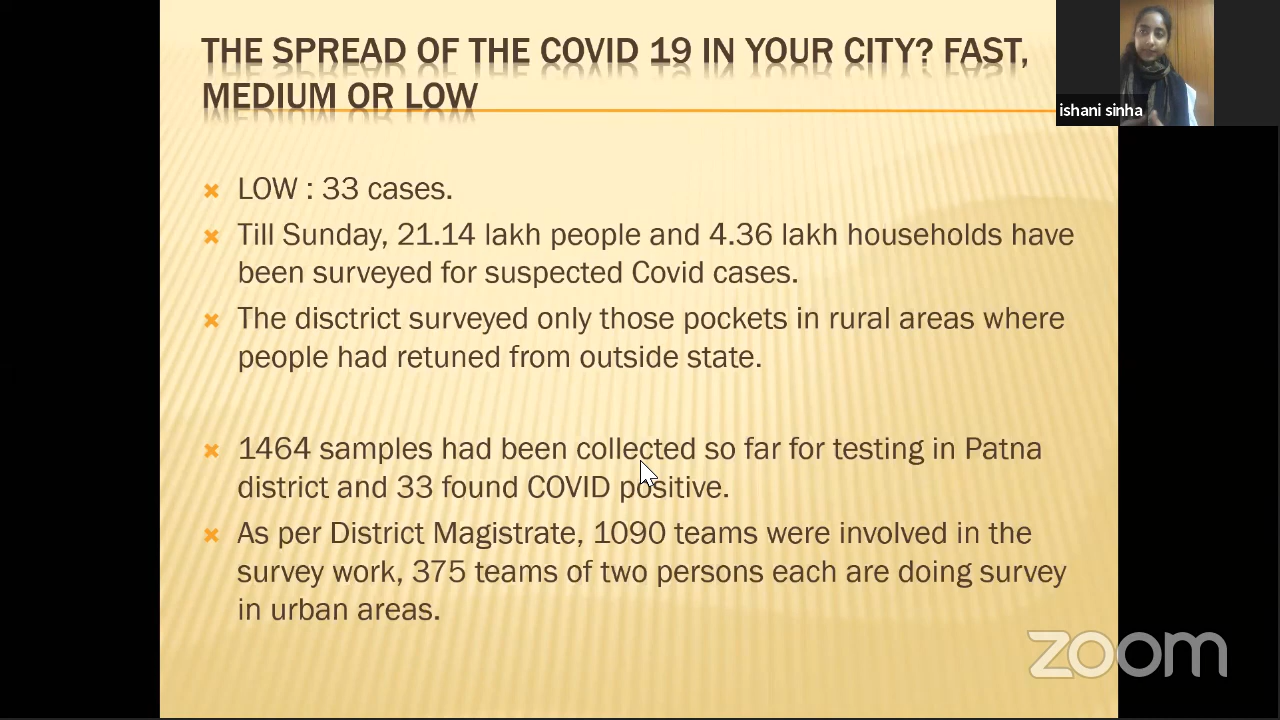 THE SPREAD OF THE COVID 19 IN YOUR CITY? FAST,
MEDIUM OR LOW
ishani sinha
LOW : 33 cases.
Till Sunday, 21.14 lakh people and 4.36 lakh households have
been surveyed for suspected Covid cases.
The disctrict surveyed only those pockets in rural areas where
people had retuned from outside state.
1464 samples had been collected so far for testing in Patna
district and 33 found COVID positive.
As per District Magistrate, 1090 teams were involved in the
survey work, 375 teams of two persons each are doing survey
in urban areas.
zoom